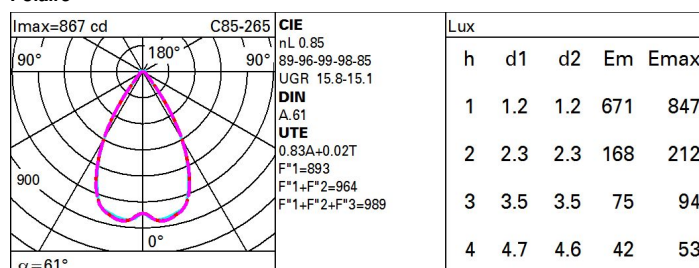 Imax=867 cd C85-265
90° 180° 90°
900
0°
α=61°
CIE
nL 0.85
89-96-99-98-85
UGR 15.8-15.1
DIN
A.61
UTE
0.83A+0.02T
F"1=893
F"1+F"2=964
F"1+F"2+F"3=989
Lux
h d1 d2 Em Emax
1 1.2 1.2 671 847
2 2.3 2.3 168 212
3 3.5 3.5 75 94
4 4.7 4.6 42 53